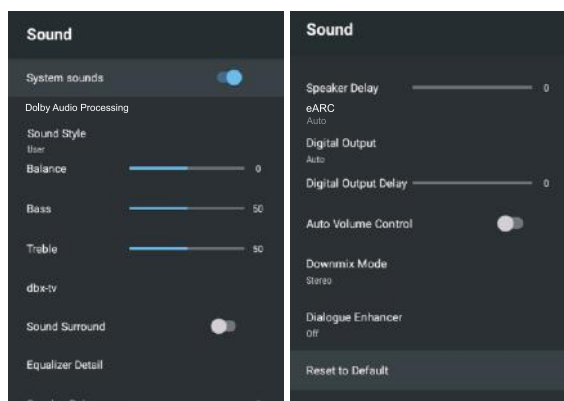 Sound
System sounds
Dolby Audio Processing
Sound Style
User
Balance 0
Bass 50
Treble 50
dbx-tv
Sound Surround
Equalizer Detail
Sound
Speaker Delay 0
eARC
Auto
Digital Output
Auto
Digital Output Delay 0
Auto Volume Control
Downmix Mode
Stereo
Dialogue Enhancer
Off
Reset to Default